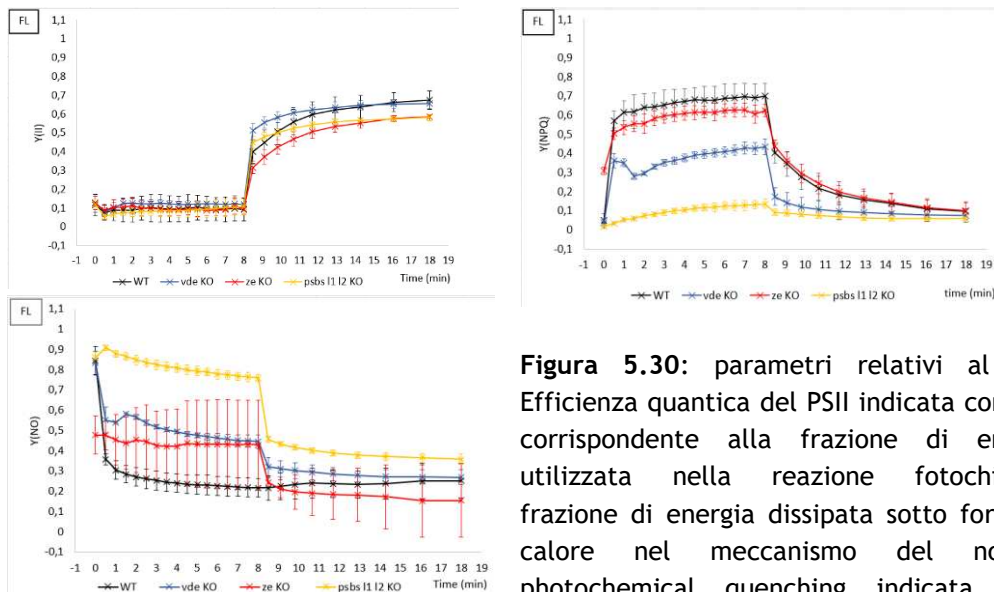 FL
1,1
1
0,9
0,8
0,7
0,6
0,5
0,4
0,3
0,2
0,1
0
-0,1
Y(II)
-1 0 1 2 3 4 5 6 7 8 9 10 11 12 13 14 15 16 17 18 19
WT vde KO ze KO psbs l1 l2 KO Time (min)
FL
1,1
1
0,9
0,8
0,7
0,6
0,5
0,4
0,3
0,2
0,1
0
-0,1
Y(NPQ)
-1 0 1 2 3 4 5 6 7 8 9 10 11 12 13 14 15 16 17 18 19
WT vde KO ze KO psbs l1 l2 KO time (min)
FL
1,1
1
0,9
0,8
0,7
0,6
0,5
0,4
0,3
0,2
0,1
0
-0,1
Y(NO)
-1 0 1 2 3 4 5 6 7 8 9 10 11 12 13 14 15 16 17 18 19
WT vde KO ze KO psbs l1 l2 KO Time (min)
Figura 5.30: parametri relativi al
Efficienza quantica del PSII indicata
corrispondente alla frazione di
utilizzata nella reazione
frazione di energia dissipata sotto
calore nel meccanismo del
photochemical quenching indicata